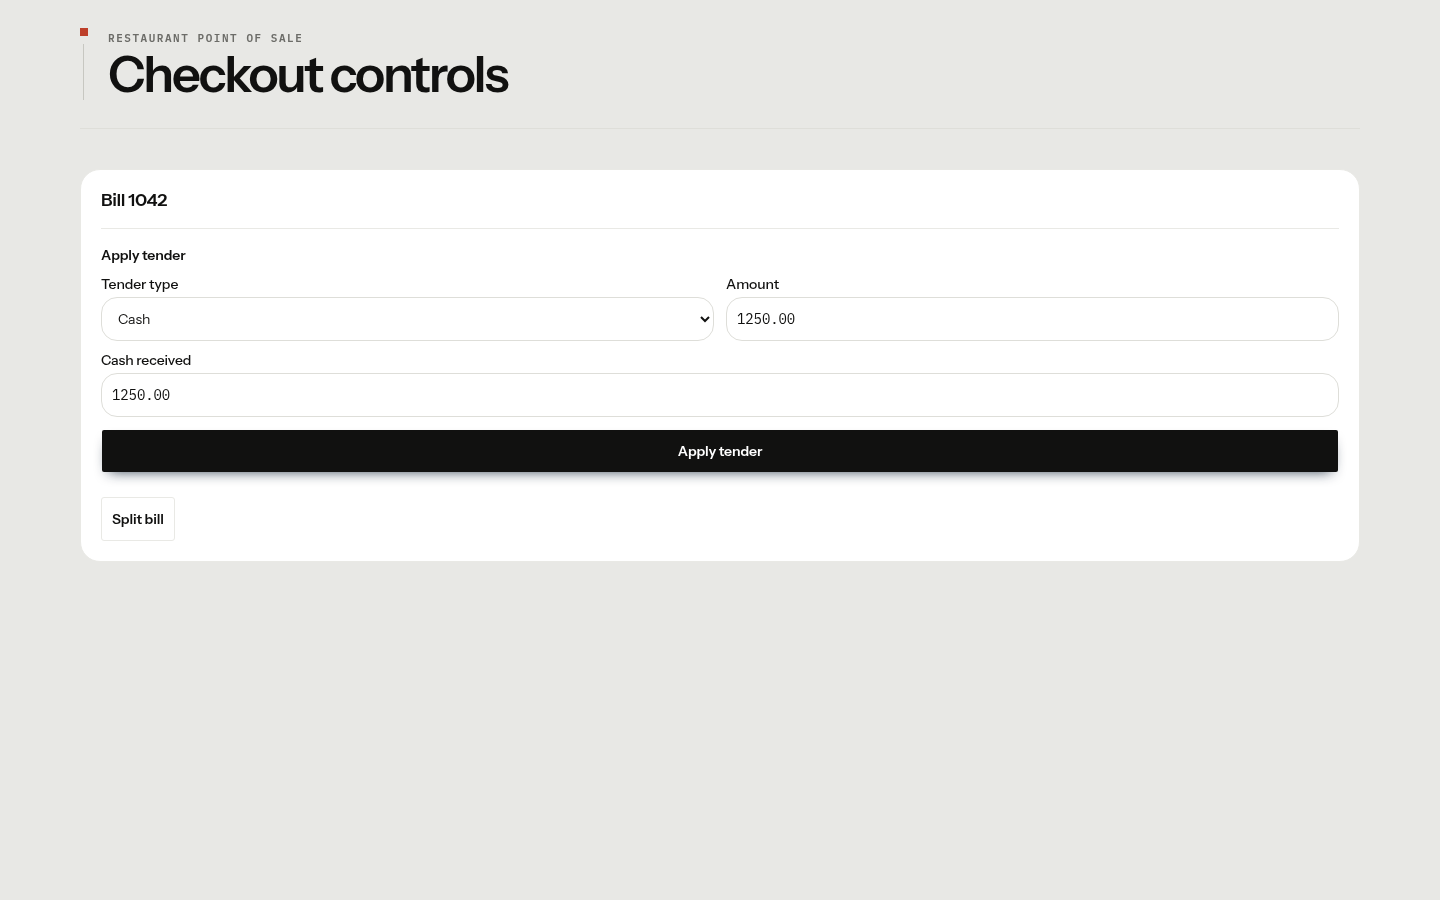 RESTAURANT POINT OF SALE
Checkout controls
Bill 1042
Apply tender
Tender type
Amount
Cash
1250.00
Cash received
1250.00
Apply tender
Split bill